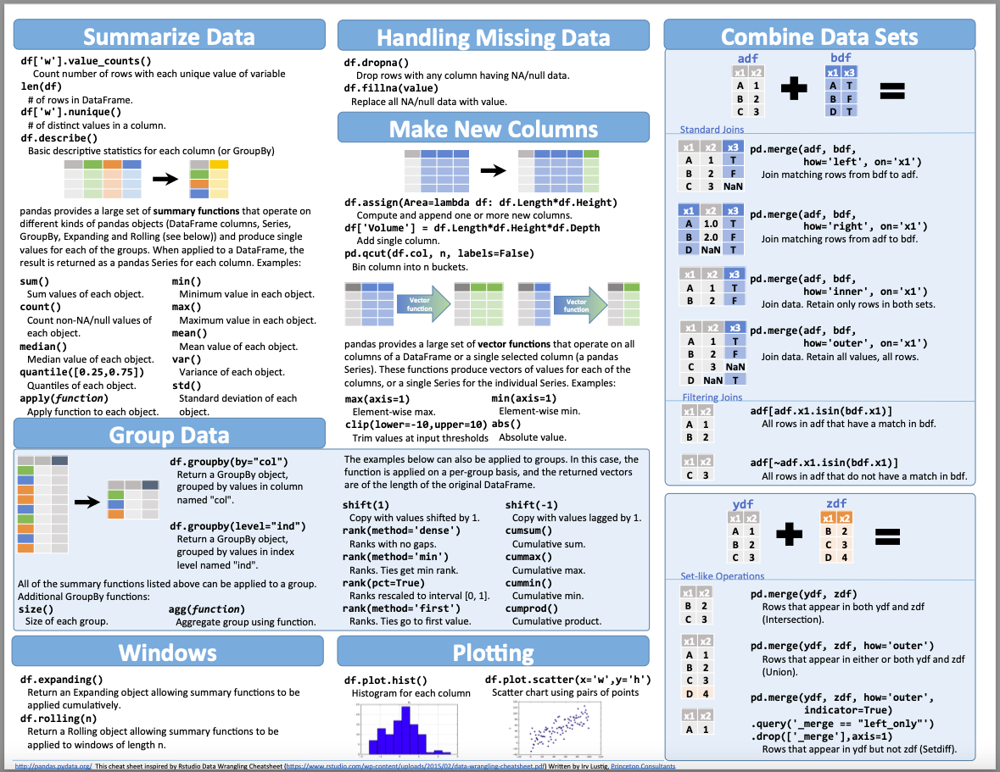 Summarize Data
df['w'].value_counts()
Count number of rows with each unique value of variable
len(df)
# of rows in DataFrame.
df['w'].nunique()
# of distinct values in a column.
df.describe()
Basic descriptive statistics for each column (or GroupBy)
pandas provides a large set of summary functions that operate on
different kinds of pandas objects (DataFrame columns, Series,
GroupBy, Expanding and Rolling (see below)) and produce single
values for each of the groups. When applied to a DataFrame, the
result is returned as a pandas Series for each column. Examples:
sum()
Sum values of each object.
count()
Count non-NA/null values of
each object.
median()
Median value of each object.
quantile([0.25,0.75])
Quantiles of each object.
apply(function)
Apply function to each object.
min()
Minimum value in each object.
max()
Maximum value in each object.
mean()
Mean value of each object.
var()
Variance of each object.
std()
Standard deviation of each
object.
Handling Missing Data
df.dropna()
Drop rows with any column having NA/null data.
df.fillna(value)
Replace all NA/null data with value.
Make New Columns
df.assign(Area=lambda df: df.Length*df.Height)
Compute and append one or more new columns.
df['Volume'] = df.Length*df.Height*df.Depth
Add single column.
pd.qcut(df.col, n, labels=False)
Bin column into n buckets.
Vector
function
Vector
function
pandas provides a large set of vector functions that operate on all
columns of a DataFrame or a single selected column (a pandas
Series). These functions produce vectors of values for each of the
columns, or a single Series for the individual Series. Examples:
max(axis=1)
Element-wise max.
clip(lower=-10,upper=10)
Trim values at input thresholds
min(axis=1)
Element-wise min.
abs()
Absolute value.
Group Data
df.groupby(by="col")
Return a GroupBy object,
grouped by values in column
named "col".
df.groupby(level="ind")
Return a GroupBy object,
grouped by values in index
level named "ind".
All of the summary functions listed above can be applied to a group.
Additional GroupBy functions:
size()
Size of each group.
agg(function)
Aggregate group using function.
The examples below can also be applied to groups. In this case, the
function is applied on a per-group basis, and the returned vectors
are of the length of the original DataFrame.
shift(1)
Copy with values shifted by 1.
rank(method='dense')
Ranks with no gaps.
rank(method='min')
Ranks. Ties get min rank.
rank(pct=True)
Ranks rescaled to interval [0, 1].
rank(method='first')
Ranks. Ties go to first value.
shift(-1)
Copy with values lagged by 1.
cumsum()
Cumulative sum.
cummax()
Cumulative max.
cummin()
Cumulative min.
cumprod()
Cumulative product.
Windows
df.expanding()
Return an Expanding object allowing summary functions to be
applied cumulatively.
df.rolling(n)
Return a Rolling object allowing summary functions to be
applied to windows of length n.
Plotting
df.plot.hist()
Histogram for each column
df.plot.scatter(x='w',y='h')
Scatter chart using pairs of points
Combine Data Sets
adf bdf
x1 x2 x1 x3
A 1 A T
B 2 B F
C 3 D T
+ =
Standard Joins
x1 x2 x3
A 1 T
B 2 F
C 3 NaN
pd.merge(adf, bdf,
how='left', on='x1')
Join matching rows from bdf to adf.
x1 x2 x3
A 1.0 T
B 2.0 F
D NaN T
pd.merge(adf, bdf,
how='right', on='x1')
Join matching rows from adf to bdf.
x1 x2 x3
A 1 T
B 2 F
pd.merge(adf, bdf,
how='inner', on='x1')
Join data. Retain only rows in both sets.
x1 x2 x3
A 1 T
B 2 F
C 3 NaN
D NaN T
pd.merge(adf, bdf,
how='outer', on='x1')
Join data. Retain all values, all rows.
Filtering Joins
x1 x2
A 1
B 2
adf[adf.x1.isin(bdf.x1)]
All rows in adf that have a match in bdf.
x1 x2
C 3
adf[~adf.x1.isin(bdf.x1)]
All rows in adf that do not have a match in bdf.
ydf zdf
x1 x2 x1 x2
A 1 B 2
B 2 C 3
C 3 D 4
+ =
Set-like Operations
x1 x2
B 2
C 3
pd.merge(ydf, zdf)
Rows that appear in both ydf and zdf
(Intersection).
x1 x2
A 1
B 2
C 3
D 4
pd.merge(ydf, zdf, how='outer')
Rows that appear in either or both ydf and zdf
(Union).
x1 x2
A 1
pd.merge(ydf, zdf, how='outer',
indicator=True)
.query('_merge == "left_only"')
.drop(['_merge'],axis=1)
Rows that appear in ydf but not zdf (Setdiff).
http://pandas.pydata.org/ This cheat sheet inspired by Rstudio Data Wrangling Cheatsheet (https://www.rstudio.com/wp-content/uploads/2015/02/data-wrangling-cheatsheet.pdf) Written by Irv Lustig, Princeton Consultants